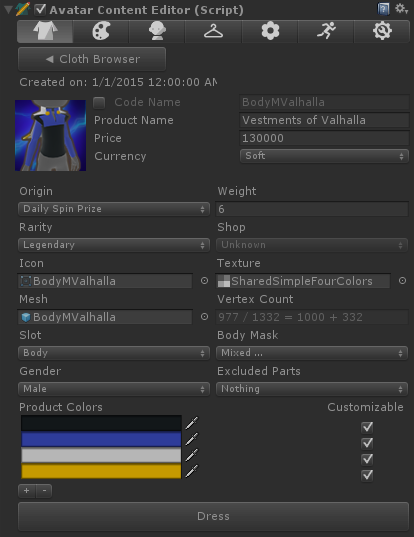 Avatar Content Editor (Script)
Cloth Browser
Created on: 1/1/2015 12:00:00 AM
Code Name BodyMValhalla
Product Name Vestments of Valhalla
Price 130000
Currency Soft
Origin Weight
Daily Spin Prize 6
Rarity Shop
Legendary Unknown
Icon Texture
BodyMValhalla SharedSimpleFourColors
Mesh Vertex Count
BodyMValhalla 977 / 1332 = 1000 + 332
Slot Body Mask
Body Mixed ...
Gender Excluded Parts
Male Nothing
Product Colors Customizable
+ -
Dress